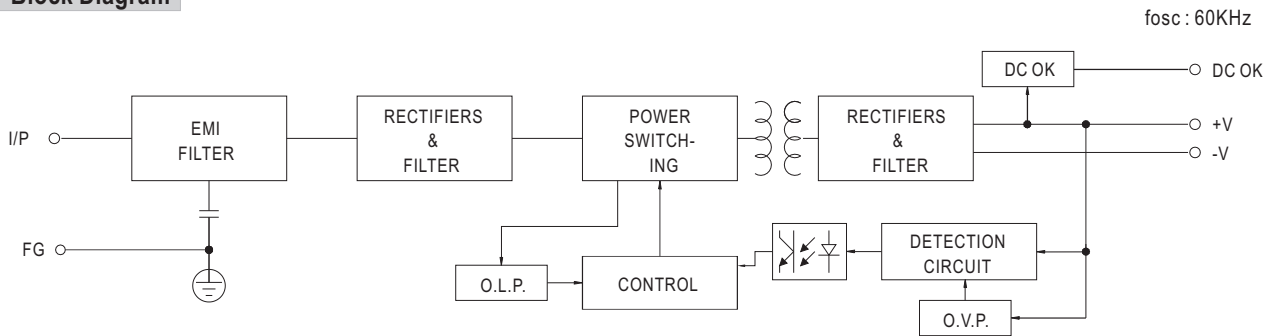 Block Diagram
fosc : 60KHz
DC OK
DC OK
I/P
EMI
FILTER
RECTIFIERS
&
FILTER
POWER
SWITCH-
ING
RECTIFIERS
&
FILTER
+V
-V
FG
O.L.P.
CONTROL
DETECTION
CIRCUIT
O.V.P.